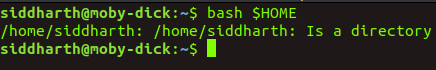 siddharth@moby-dick:~$ bash $HOME
/home/siddharth: /home/siddharth: Is a directory
siddharth@moby-dick:~$